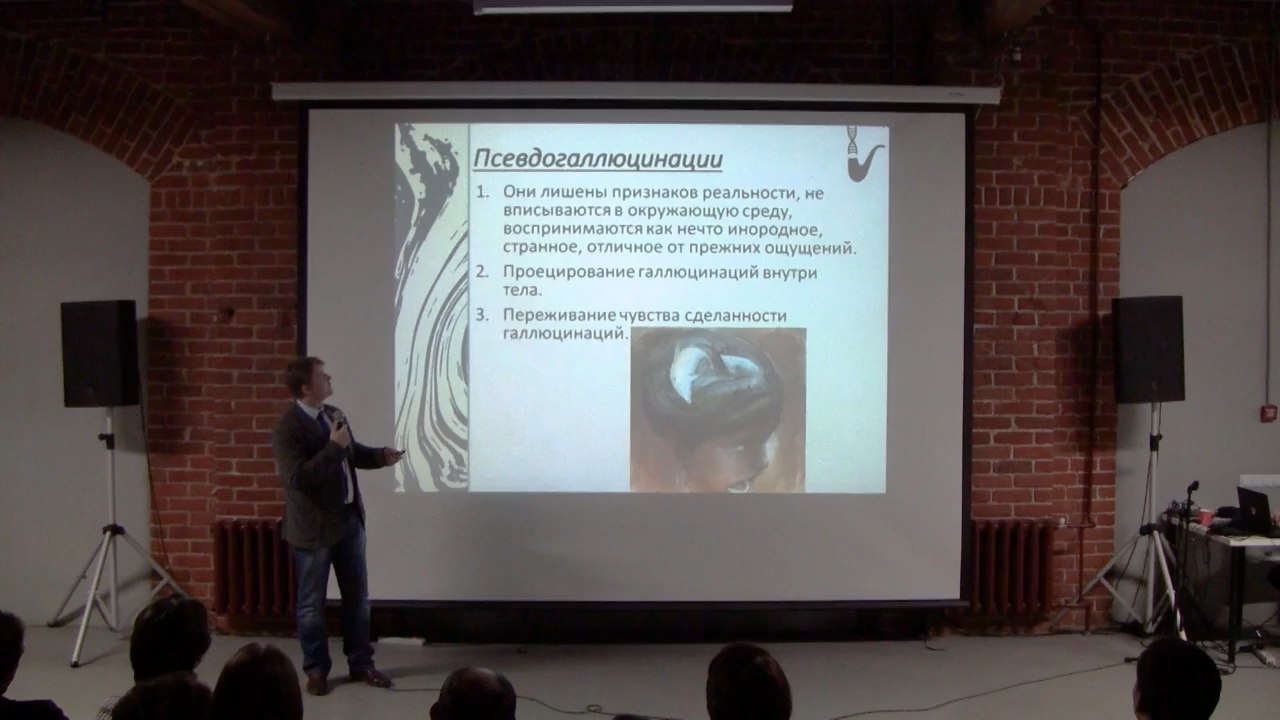 Псевдогаллюцинации
1. Они лишены признаков реальности, не
вписываются в окружающую среду,
воспринимаются как нечто инородное,
странное, отличное от прежних ощущений.
2. Проецирование галлюцинаций внутри
тела.
3. Переживание чувства сделанности
галлюцинаций.